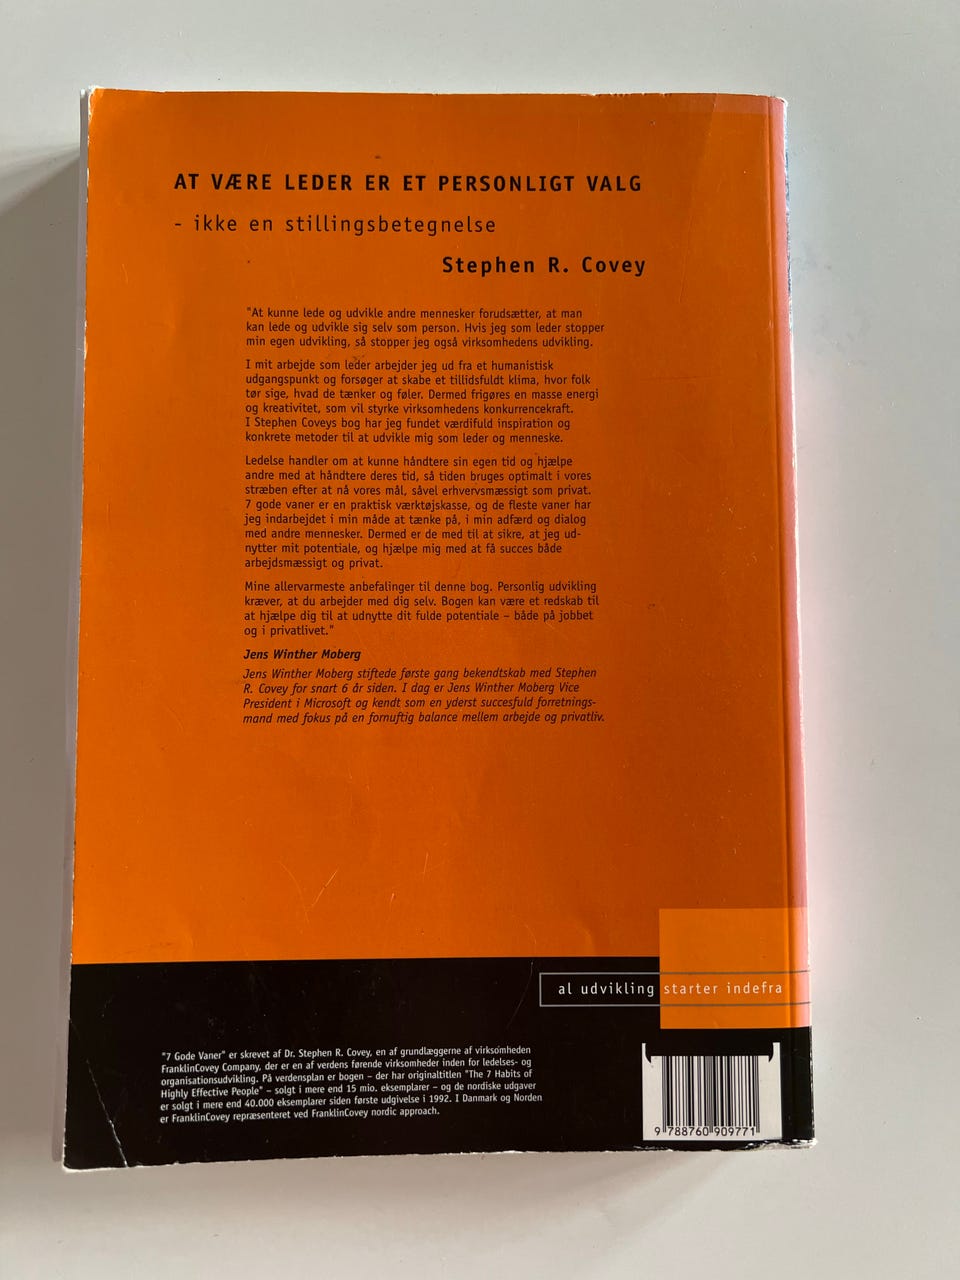 AT VÆRE LEDER ER ET PERSONLIGT VALG
- ikke en stillingsbetegnelse
Stephen R. Covey
"At kunne lede og udvikle andre mennesker forudsætter, at man
kan lede og udvikle sig selv som person. Hvis jeg som leder stopper
min egen udvikling, så stopper jeg også virksomhedens udvikling.
I mit arbejde som leder arbejder jeg ud fra et humanistisk
udgangspunkt og forsøger at skabe et tillidsfuldt klima, hvor folk
tør sige, hvad de tænker og føler. Dermed frigøres en masse energi
og kreativitet, som vil styrke virksomhedens konkurrencekraft.
I Stephen Coveys bog har jeg fundet værdifuld inspiration og
konkrete metoder til at udvikle mig som leder og menneske.
Ledelse handler om at kunne håndtere sin egen tid og hjælpe
andre med at håndtere deres tid, så tiden bruges optimalt i vores
stræben efter at nå vores mål, såvel erhvervsmæssigt som privat.
7 gode vaner er en praktisk værktøjskasse, og de fleste vaner har
jeg indarbejdet i min måde at tænke på, i min adfærd og dialog
med andre mennesker. Dermed er de med til at sikre, at jeg ud-
nytter mit potentiale, og hjælpe mig med at få succes både
arbejdsmæssigt og privat.
Mine allervarmeste anbefalinger til denne bog. Personlig udvikling
kræver, at du arbejder med dig selv. Bogen kan være et redskab til
at hjælpe dig til at udnytte dit fulde potentiale – både på jobbet
og i privatlivet."
Jens Winther Moberg
Jens Winther Moberg stiftede første gang bekendtskab med Stephen
R. Covey for snart 6 år siden. I dag er Jens Winther Moberg Vice
President i Microsoft og kendt som en yderst succesfuld forretnings-
mand med fokus på en fornuftig balance mellem arbejde og privatliv.
al udvikling starter indefra
"7 Gode Vaner" er skrevet af Dr. Stephen R. Covey, en af grundlæggerne af virksomheden
FranklinCovey Company, der er en af verdens førende virksomheder inden for ledelses- og
organisationsudvikling. På verdensplan er bogen – der har originaltitlen "The 7 Habits of
Highly Effective People" – solgt i mere end 15 mio. eksemplarer – og de nordiske udgaver
er solgt i mere end 40.000 eksemplarer siden første udgivelse i 1992. I Danmark og Norden
er FranklinCovey repræsenteret ved FranklinCovey nordic approach.
9 788760 909771